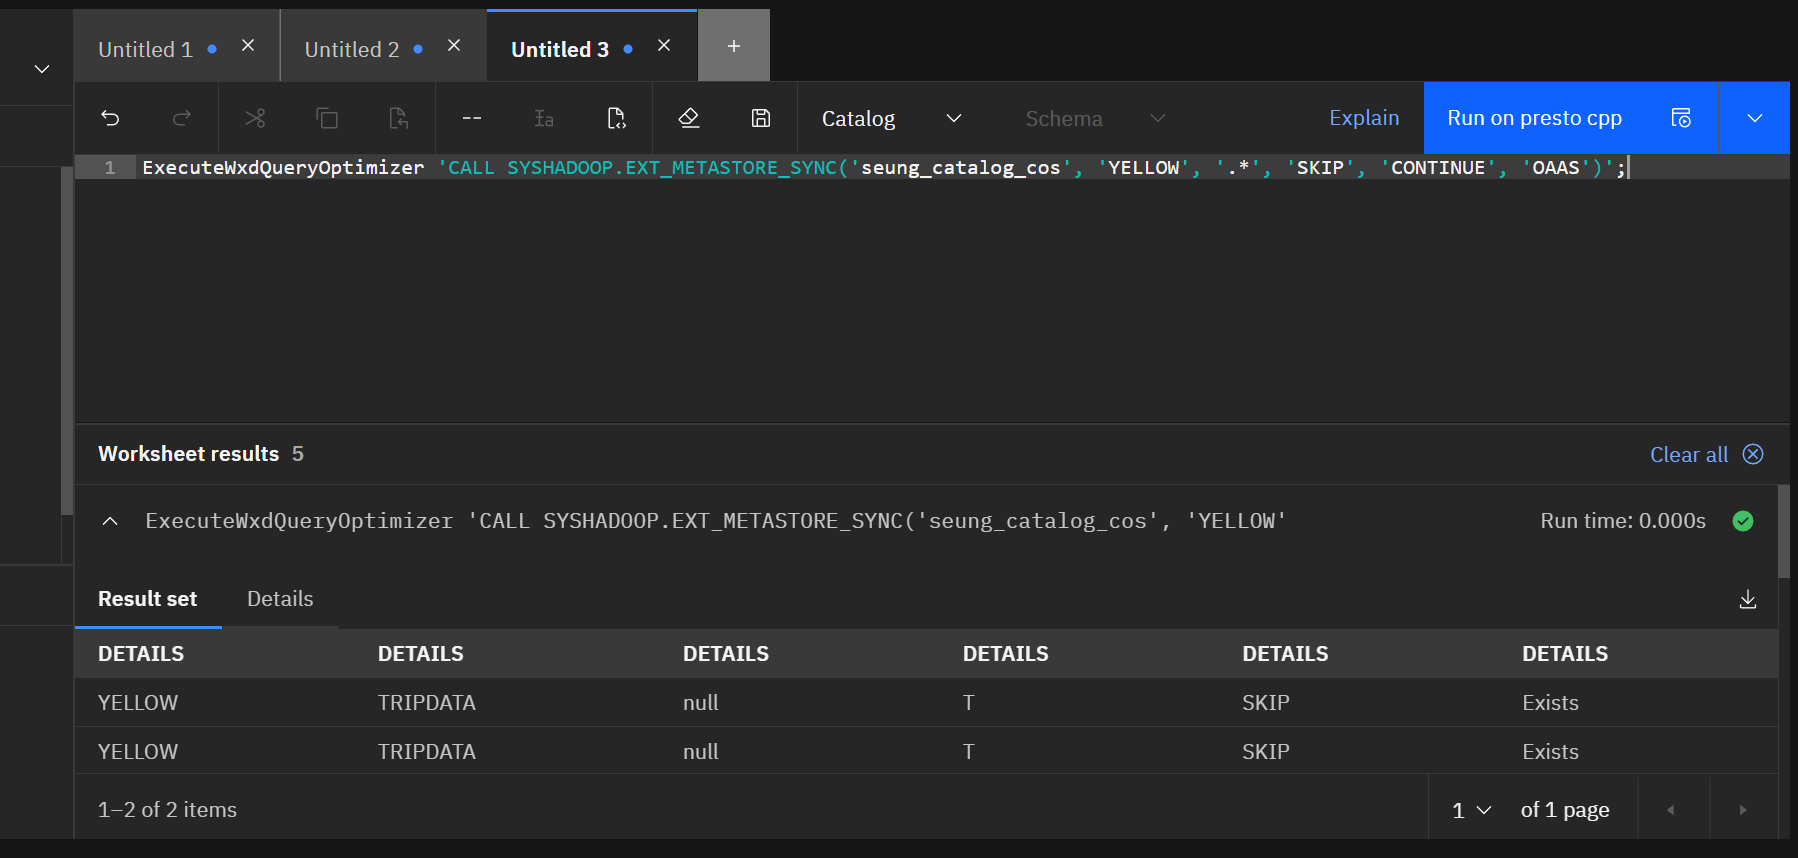 Untitled 1
Untitled 2
Untitled 3
Catalog
Schema
Explain
Run on presto cpp
1 ExecuteWxdQueryOptimizer 'CALL SYSHADOOP.EXT_METASTORE_SYNC('seung_catalog_cos', 'YELLOW', '.*', 'SKIP', 'CONTINUE', 'OAAS')';
Worksheet results 5
Clear all
ExecuteWxdQueryOptimizer 'CALL SYSHADOOP.EXT_METASTORE_SYNC('seung_catalog_cos', 'YELLOW'
Run time: 0.000s
Result set
Details
DETAILS DETAILS DETAILS DETAILS DETAILS DETAILS
YELLOW TRIPDATA null T SKIP Exists
YELLOW TRIPDATA null T SKIP Exists
1–2 of 2 items
1 of 1 page